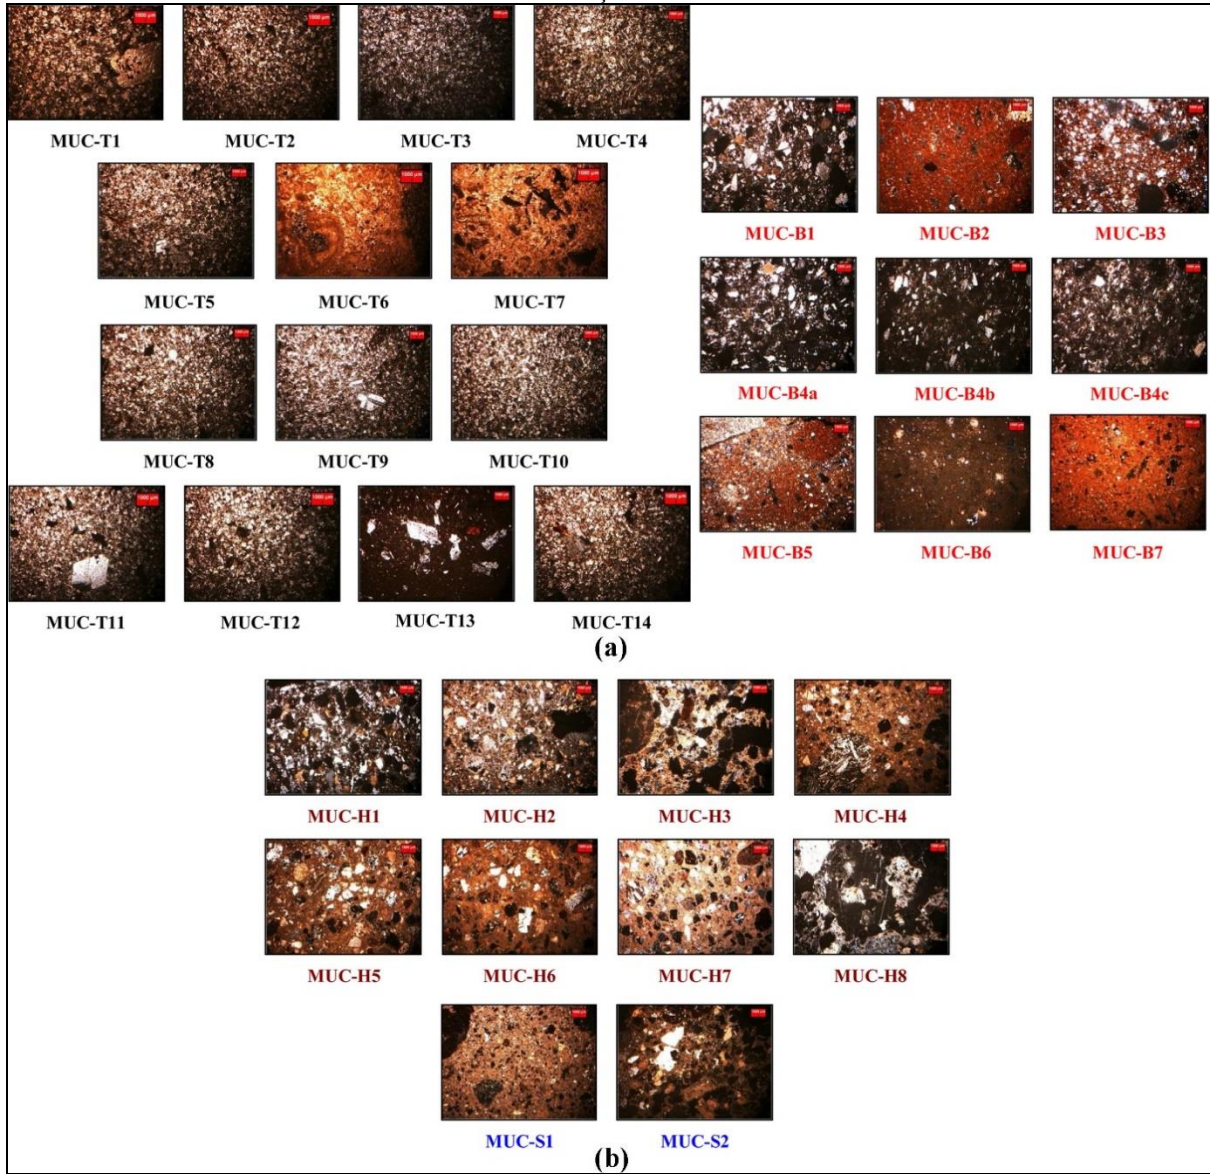 MUC-T1 MUC-T2 MUC-T3 MUC-T4
MUC-T5 MUC-T6 MUC-T7
MUC-T8 MUC-T9 MUC-T10
MUC-T11 MUC-T12 MUC-T13 MUC-T14
MUC-B1 MUC-B2 MUC-B3
MUC-B4a MUC-B4b MUC-B4c
MUC-B5 MUC-B6 MUC-B7
(a)
MUC-H1 MUC-H2 MUC-H3 MUC-H4
MUC-H5 MUC-H6 MUC-H7 MUC-H8
MUC-S1 MUC-S2
(b)